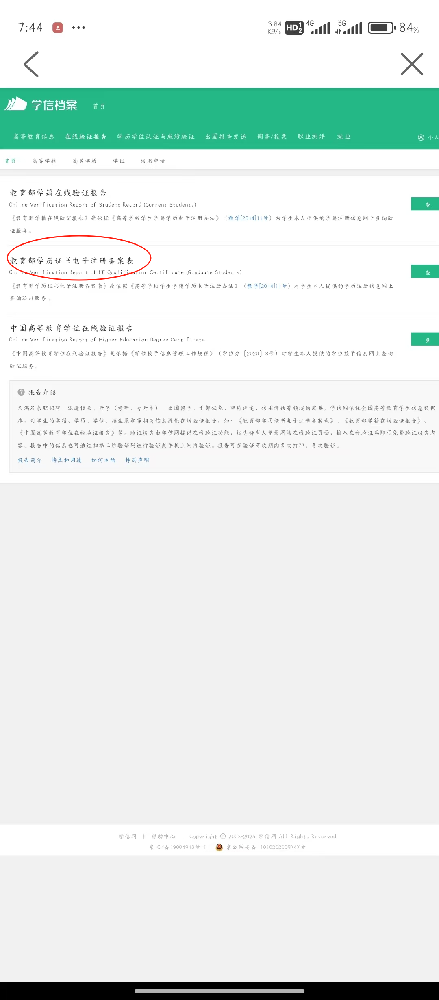 7:44
3.84 KB/s HD 1 2 4G 5G 84%
学信档案 首页
高等教育信息 在线验证报告 学历学位认证与成绩验证 出国报告发送 调查/投票 职业测评 就业 个人
首页 高等学籍 高等学历 学位 协助申请
教育部学籍在线验证报告
Online Verification Report of Student Record (Current Students)
查
《教育部学籍在线验证报告》是依据《高等学校学生学籍学历电子注册办法》（教学[2014]11号）为学生本人提供的学籍注册信息网上查询验
证服务。
教育部学历证书电子注册备案表
Online Verification Report of HE Qualification Certificate (Graduate Students)
查
《教育部学历证书电子注册备案表》是依据《高等学校学生学籍学历电子注册办法》（教学[2014]11号）对学生本人提供的学历注册信息网上
查询验证服务。
中国高等教育学位在线验证报告
Online Verification Report of Higher Education Degree Certificate
查
《中国高等教育学位在线验证报告》是依据《学位授予信息管理工作规程》（学位办［2020］8号）对学生本人提供的学位授予信息网上查询
验证服务。
报告介绍
为满足求职招聘、派遣接收、升学（考研、专升本）、出国留学、干部任免、职称评定、信用评估等领域的需要，学信网依托全国高等教育学生信息数据
库，对学生的学籍、学历、学位、招生录取等相关信息提供在线验证报告，如：《教育部学历证书电子注册备案表》、《教育部学籍在线验证报告》、
《中国高等教育学位在线验证报告》等。验证报告由学信网提供在线验证功能，报告持有人登录网站在线验证页面，输入在线验证码即可免费验证报告内
容。报告中的信息也可通过扫描二维验证码进行验证或手机上网再验证。报告可在验证有效期内多次打印、多次验证。
报告简介 特点和用途 如何申请 特别声明
学信网 | 帮助中心 | Copyright © 2003-2025 学信网 All Rights Reserved
京ICP备19004913号-1 京公网安备11010202009747号